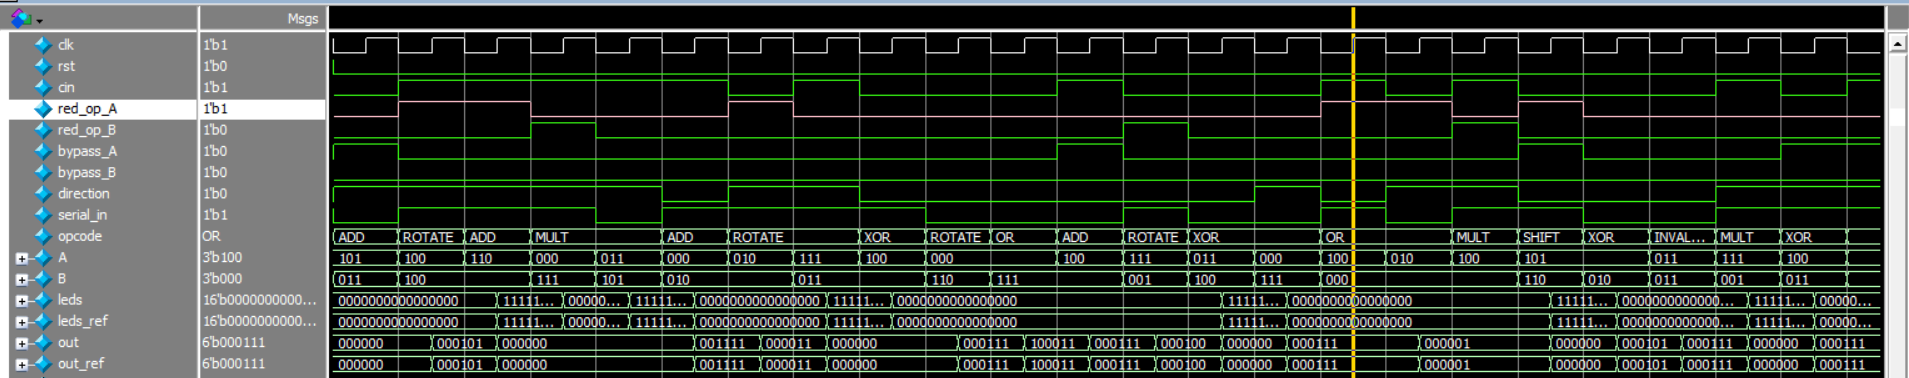 Msgs
clk 1'b1
rst 1'b0
cin 1'b1
red_op_A 1'b1
red_op_B 1'b0
bypass_A 1'b0
bypass_B 1'b0
direction 1'b0
serial_in 1'b1
opcode OR ADD ROTATE ADD MULT ADD ROTATE XOR ROTATE OR ADD ROTATE XOR OR MULT SHIFT XOR INVAL... MULT XOR
A 3'b100 101 100 110 000 011 000 010 111 100 000 100 111 011 000 100 010 100 101 011 111 100
B 3'b000 011 100 111 101 010 011 110 111 001 100 111 000 110 010 011 001 011
leds 16'b0000000000... 0000000000000000 11111... 00000... 11111... 0000000000000000 11111... 0000000000000000 11111... 0000000000000000 11111... 0000000000000... 11111... 00000...
leds_ref 16'b0000000000... 0000000000000000 11111... 00000... 11111... 0000000000000000 11111... 0000000000000000 11111... 0000000000000000 11111... 0000000000000... 11111... 00000...
out 6'b000111 000000 000101 000000 001111 000011 000000 000111 100011 000111 000100 000000 000111 000001 000000 000101 000111 000000 000111
out_ref 6'b000111 000000 000101 000000 001111 000011 000000 000111 100011 000111 000100 000000 000111 000001 000000 000101 000111 000000 000111